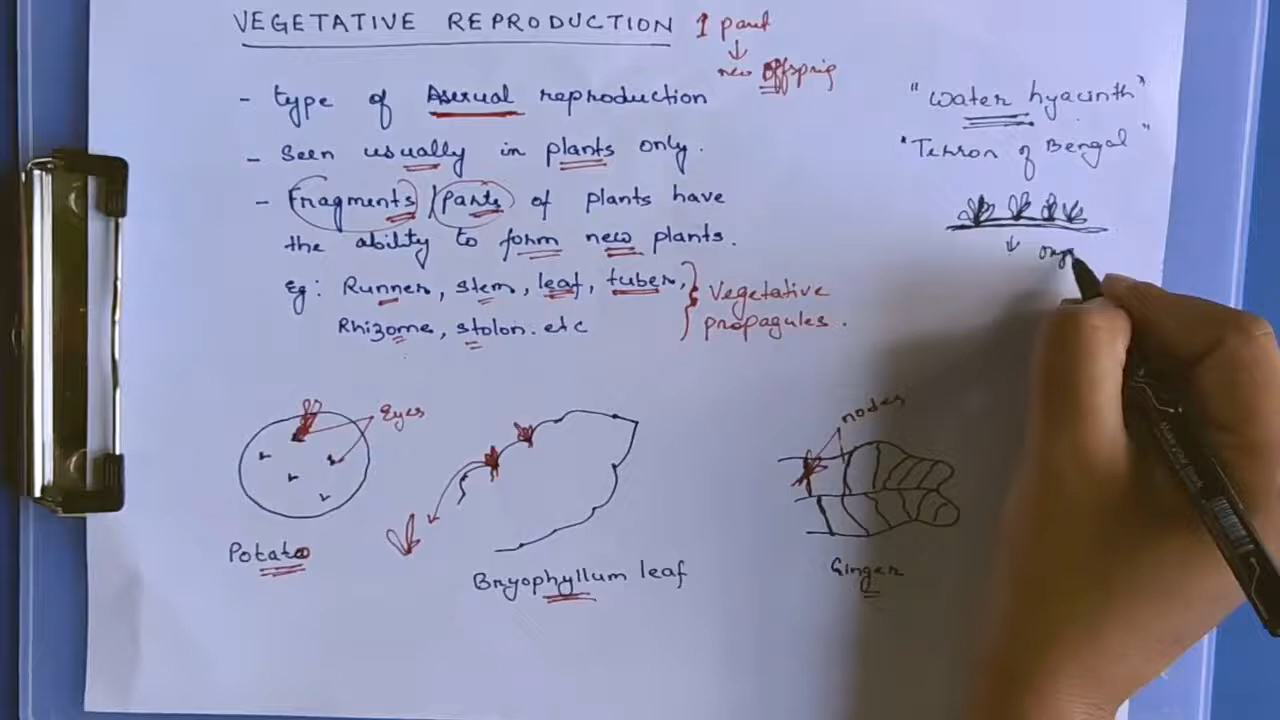 VEGETATIVE REPRODUCTION 1 part
↓
new offspring
- type of Asexual reproduction
- Seen usually in plants only.
- Fragments / parts of plants have
the ability to form new plants.
Eg: Runner, stem, leaf, tuber,
Rhizome, stolon. etc
} Vegetative
propagules.
"Water hyacinth"
"Terror of Bengal"
↓
Eyes
Potato
Bryophyllum leaf
nodes
Ginger